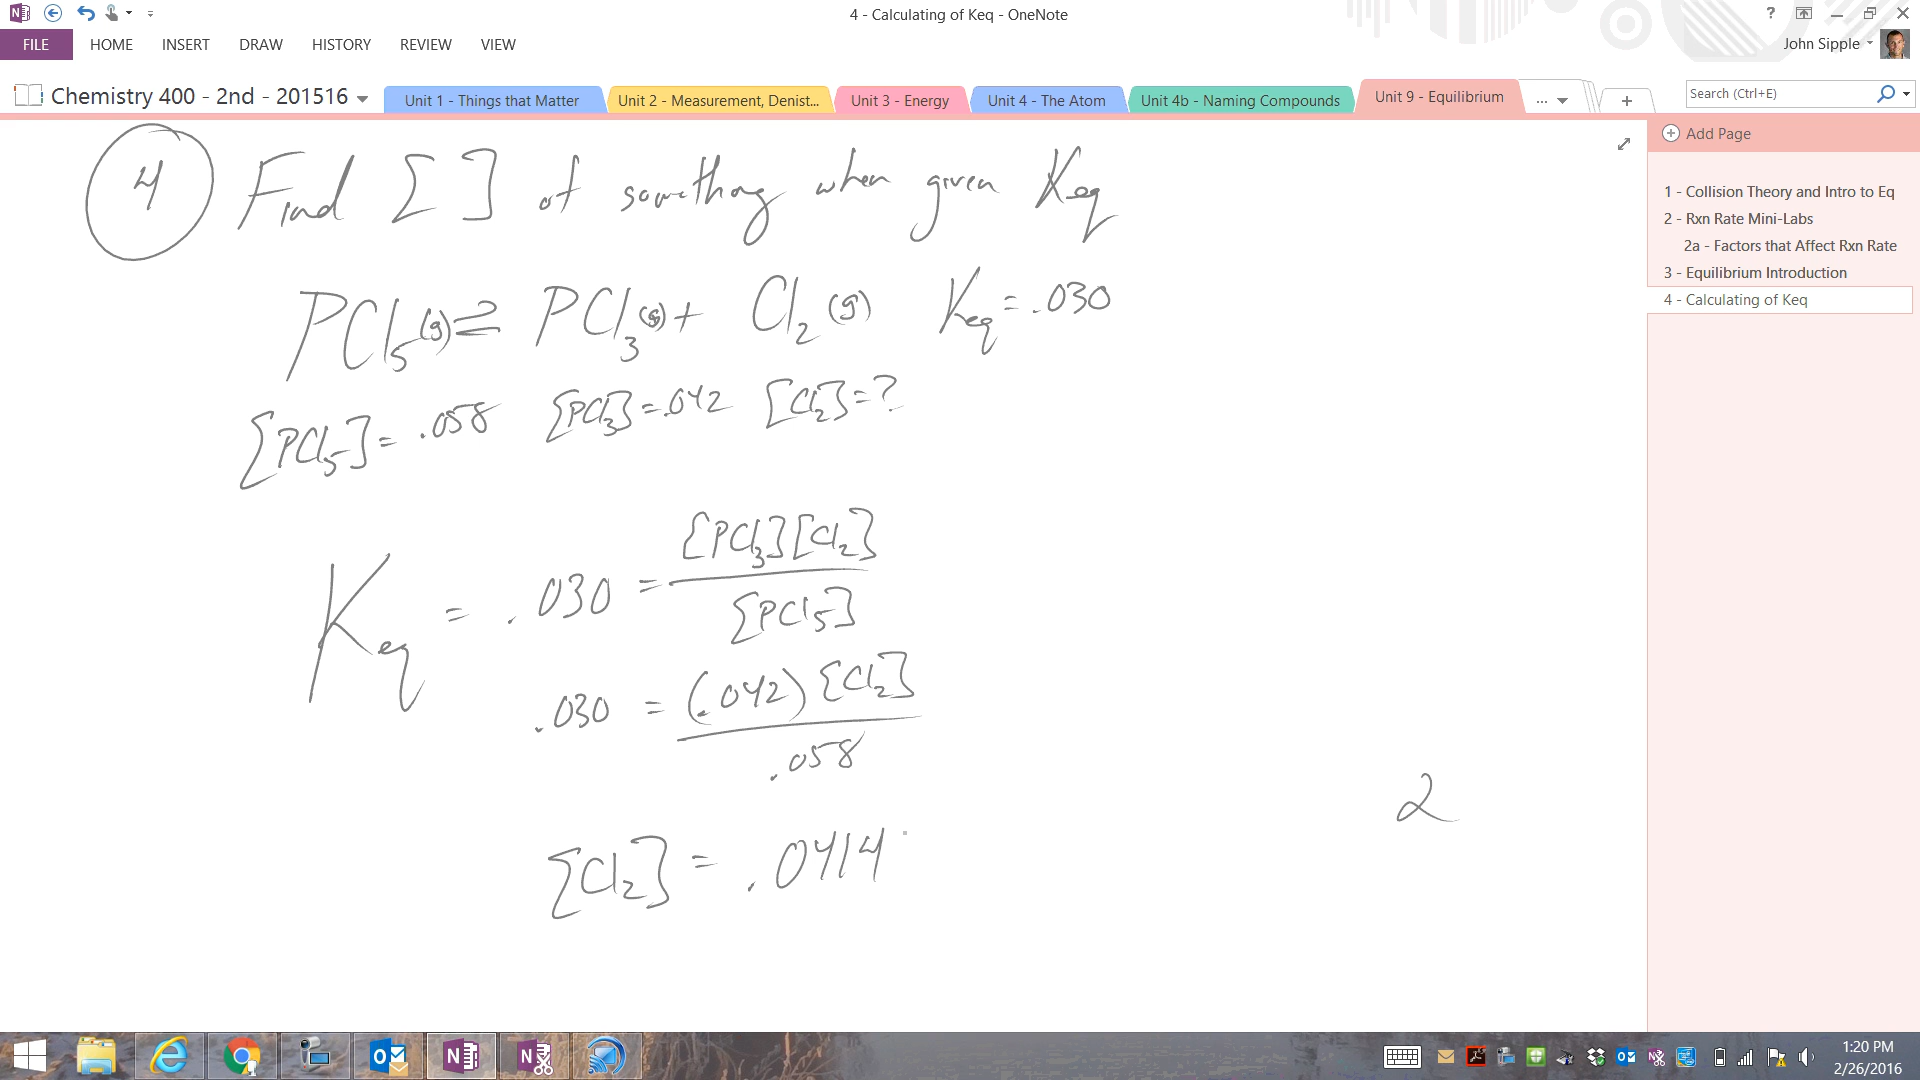 4 - Calculating of Keq - OneNote
?
FILE
HOME
INSERT
DRAW
HISTORY
REVIEW
VIEW
John Sipple
Chemistry 400 - 2nd - 201516
Unit 1 - Things that Matter
Unit 2 - Measurement, Denist...
Unit 3 - Energy
Unit 4 - The Atom
Unit 4b - Naming Compounds
Unit 9 - Equilibrium
...
Search (Ctrl+E)
4 Find [ ] of something when given Keq
PCl5(g) ⇌ PCl3(g) + Cl2(g) Keq = .030
[PCl5] = .058 [PCl3] = .042 [Cl2] = ?
Keq = .030 = [PCl3][Cl2]
[PCl5]
.030 = (.042)[Cl2]
.058
[Cl2] = .0414
2
Add Page
1 - Collision Theory and Intro to Eq
2 - Rxn Rate Mini-Labs
2a - Factors that Affect Rxn Rate
3 - Equilibrium Introduction
4 - Calculating of Keq
1:20 PM
2/26/2016